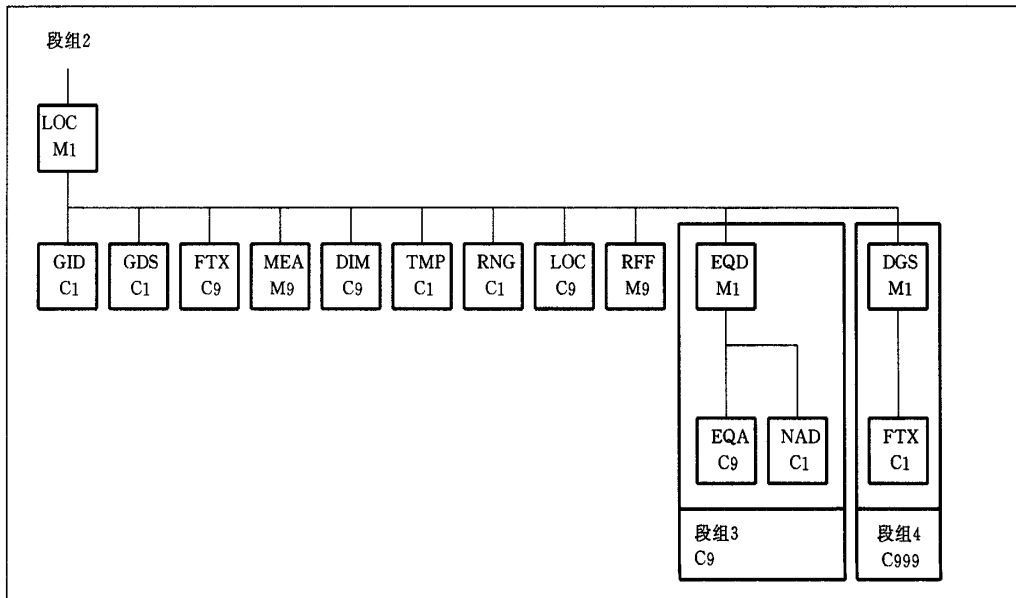 段组2
LOC
M1
GID
C1
GDS
C1
FTX
C9
MEA
M9
DIM
C9
TMP
C1
RNG
C1
LOC
C9
RFF
M9
EQD
M1
DGS
M1
EQA
C9
NAD
C1
FTX
C1
段组3
C9
段组4
C999